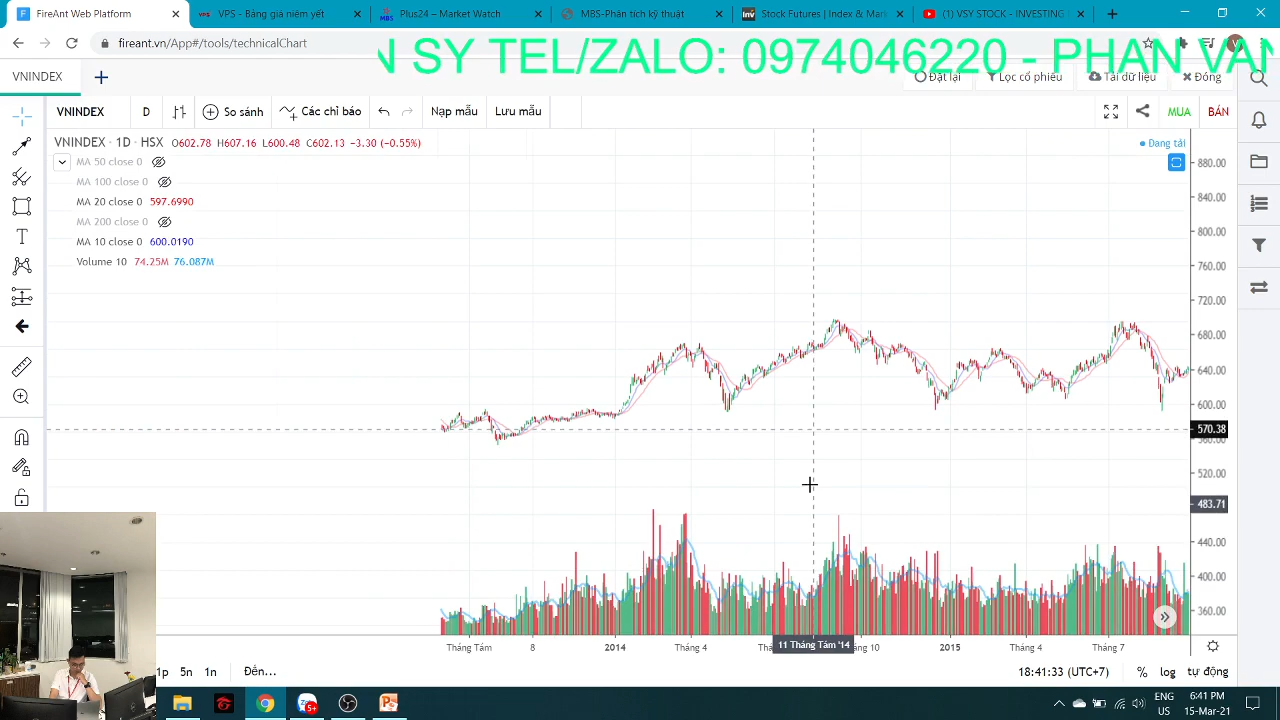 FireAnt Web Platform
VPS - Bảng giá niêm yết
Plus24 – Market Watch
MBS-Phân tích kỹ thuật
Stock Futures | Index & Mar
(1) VSY STOCK - INVESTING
fireant.vn/App#/tools/technicalChart
N SY TEL/ZALO: 0974046220 - PHAN VAN
VNINDEX
Đặt lại
Lọc cổ phiếu
Tải dữ liệu
Đóng
VNINDEX
D
So sánh
Các chỉ báo
Nạp mẫu
Lưu mẫu
MUA
BÁN
VNINDEX · 1D · HSX O602.78 H607.16 L600.48 C602.13 −3.30 (−0.55%)
Đang tải
MA 50 close 0
MA 100 close 0
MA 20 close 0 597.6990
MA 200 close 0
MA 10 close 0 600.0190
Volume 10 74.25M 76.087M
880.00
840.00
800.00
760.00
720.00
680.00
640.00
600.00
570.38
560.00
520.00
483.71
440.00
400.00
360.00
Tháng Tám
8
2014
Tháng 4
11 Tháng Tám '14
2015
Tháng 4
Tháng 7
5n
1n
Đến...
18:41:33 (UTC+7)
%
log
tự động
5+
ENG
US
6:41 PM
15-Mar-21